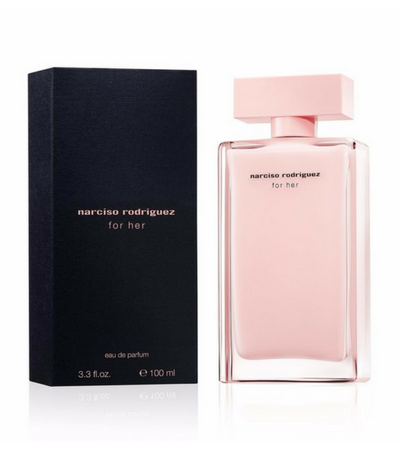 narciso rodriguez
for her
eau de parfum
3.3 fl.oz. ℮ 100 ml
narciso rodriguez
for her